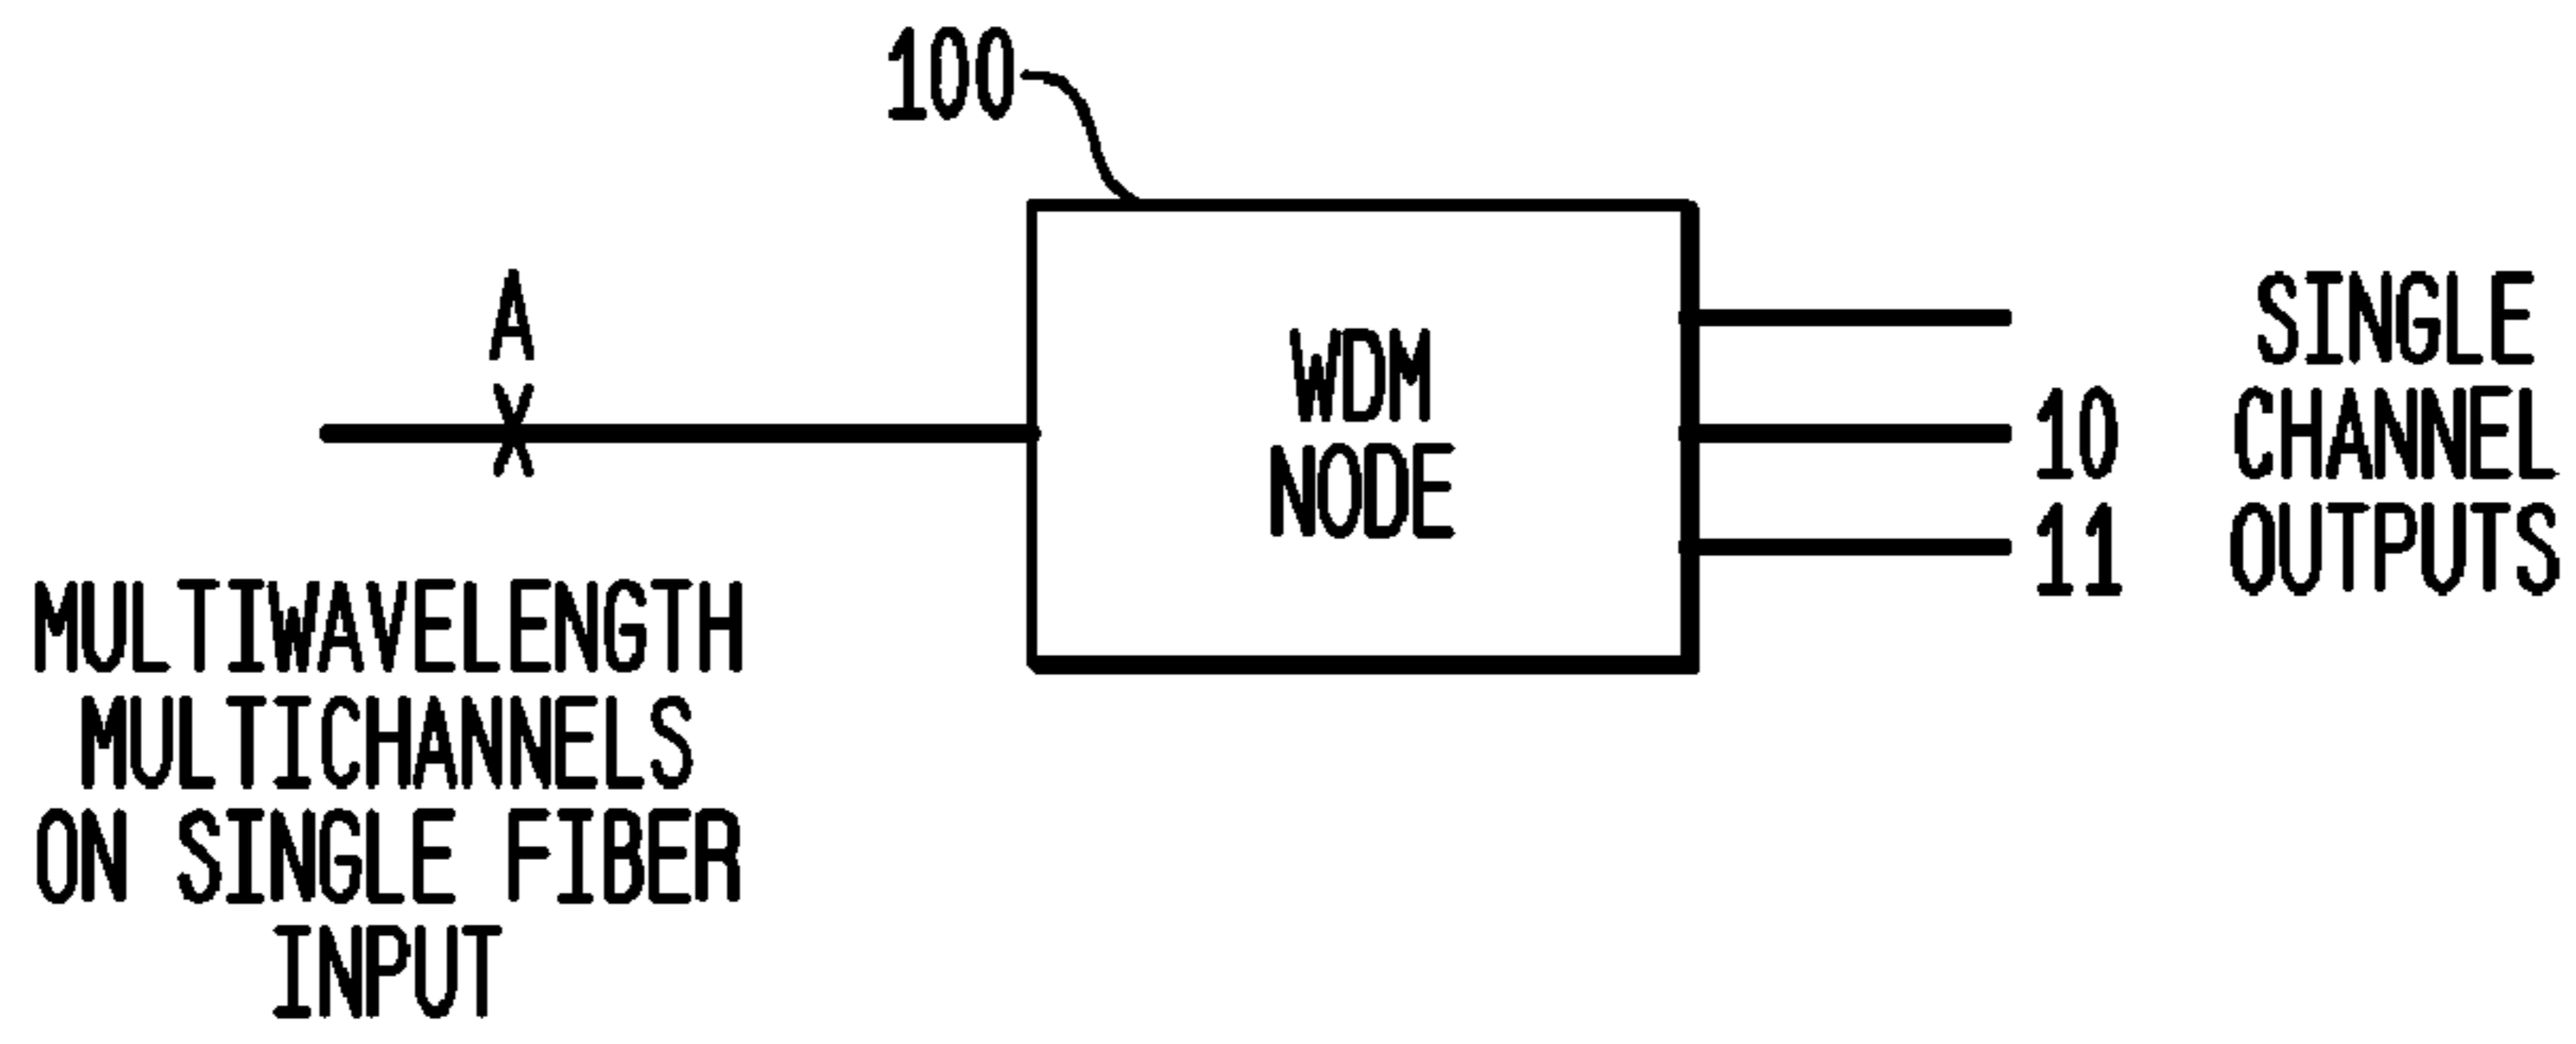 100
A
X
WDM
NODE
SINGLE
10 CHANNEL
11 OUTPUTS
MULTIWAVELENGTH
MULTICHANNELS
ON SINGLE FIBER
INPUT